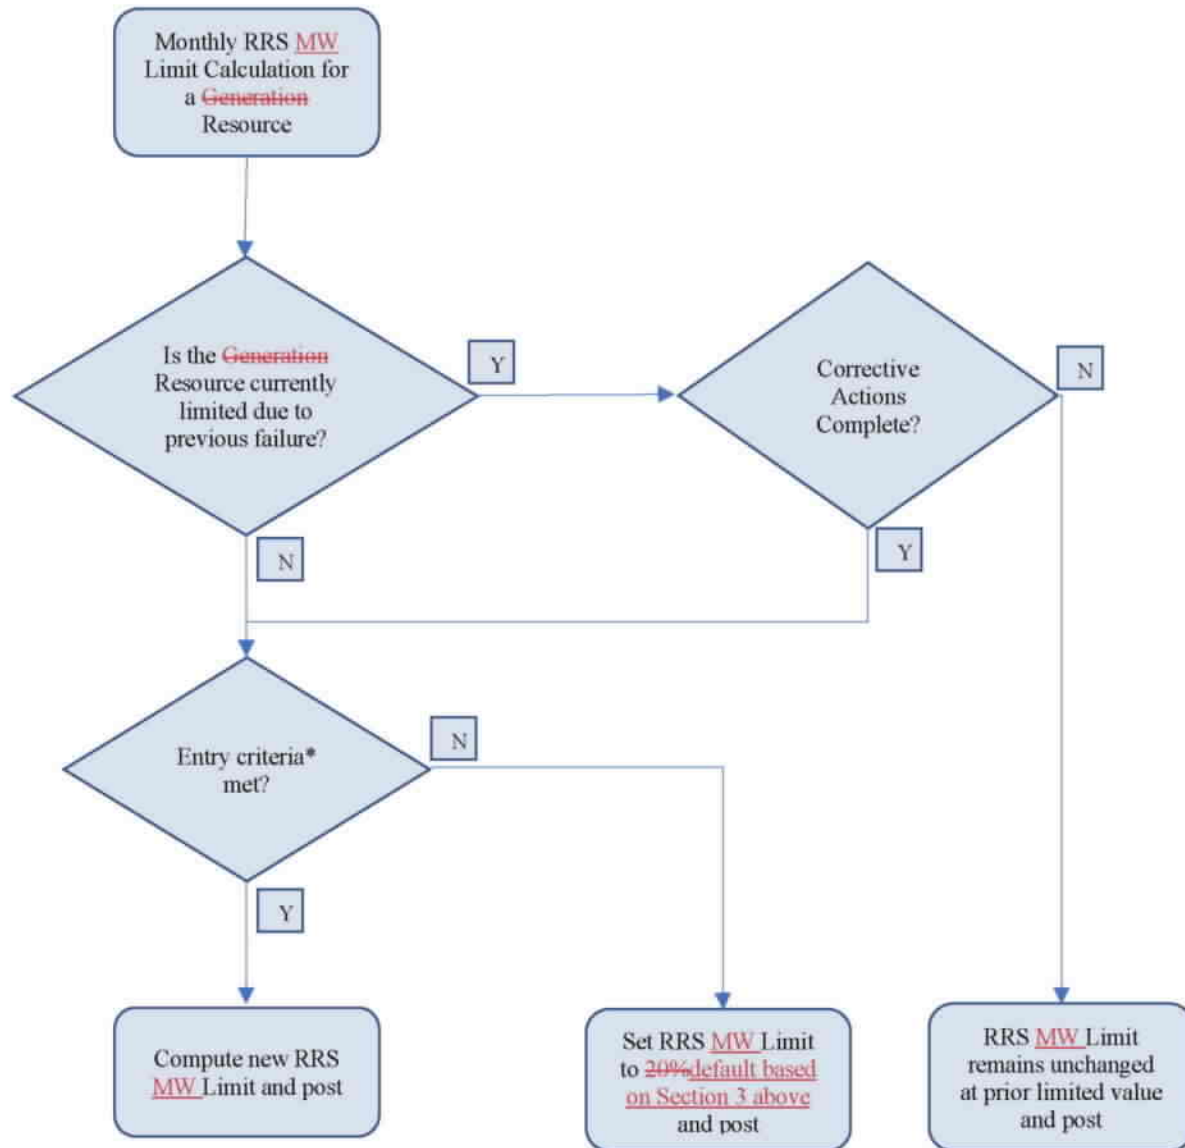 Monthly RRS MW
Limit Calculation for
a Generation
Resource
Is the Generation
Resource currently
limited due to
previous failure?
Y
Corrective
Actions
Complete?
N
N
Y
Entry criteria*
met?
N
Y
Compute new RRS
MW Limit and post
Set RRS MW Limit
to 20%default based
on Section 3 above
and post
RRS MW Limit
remains unchanged
at prior limited value
and post